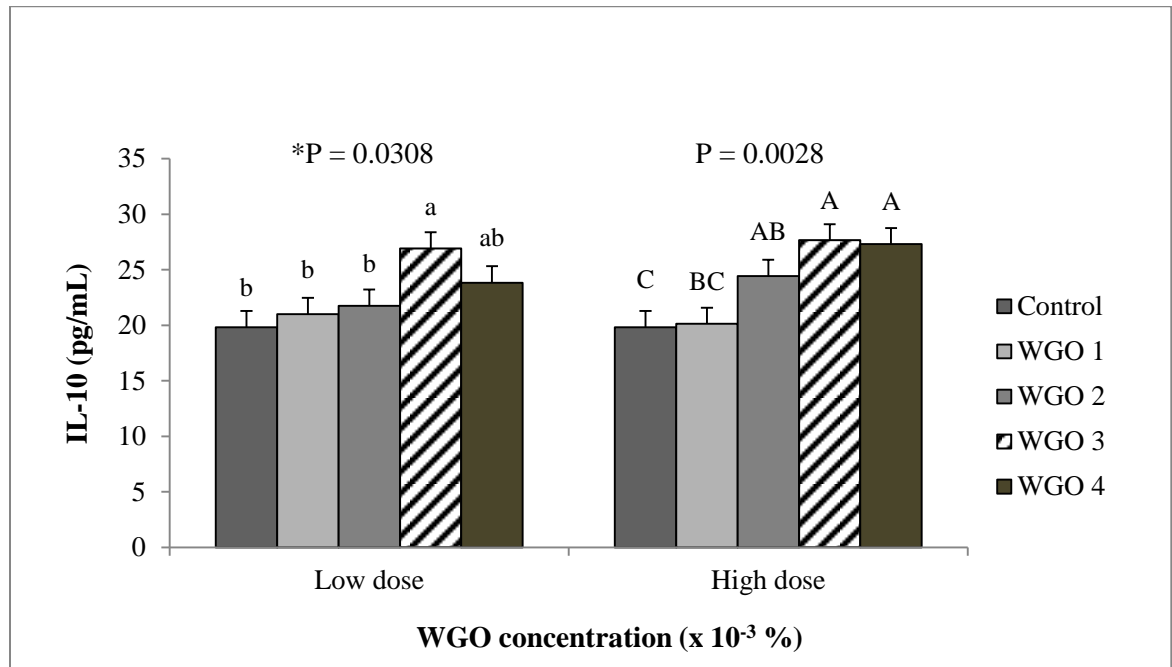 *P = 0.0308 P = 0.0028
35
30
25
20
15
10
5
0
IL-10 (pg/mL)
b b b a ab
C BC AB A A
Low dose High dose
WGO concentration (x 10⁻³ %)
Control
WGO 1
WGO 2
WGO 3
WGO 4